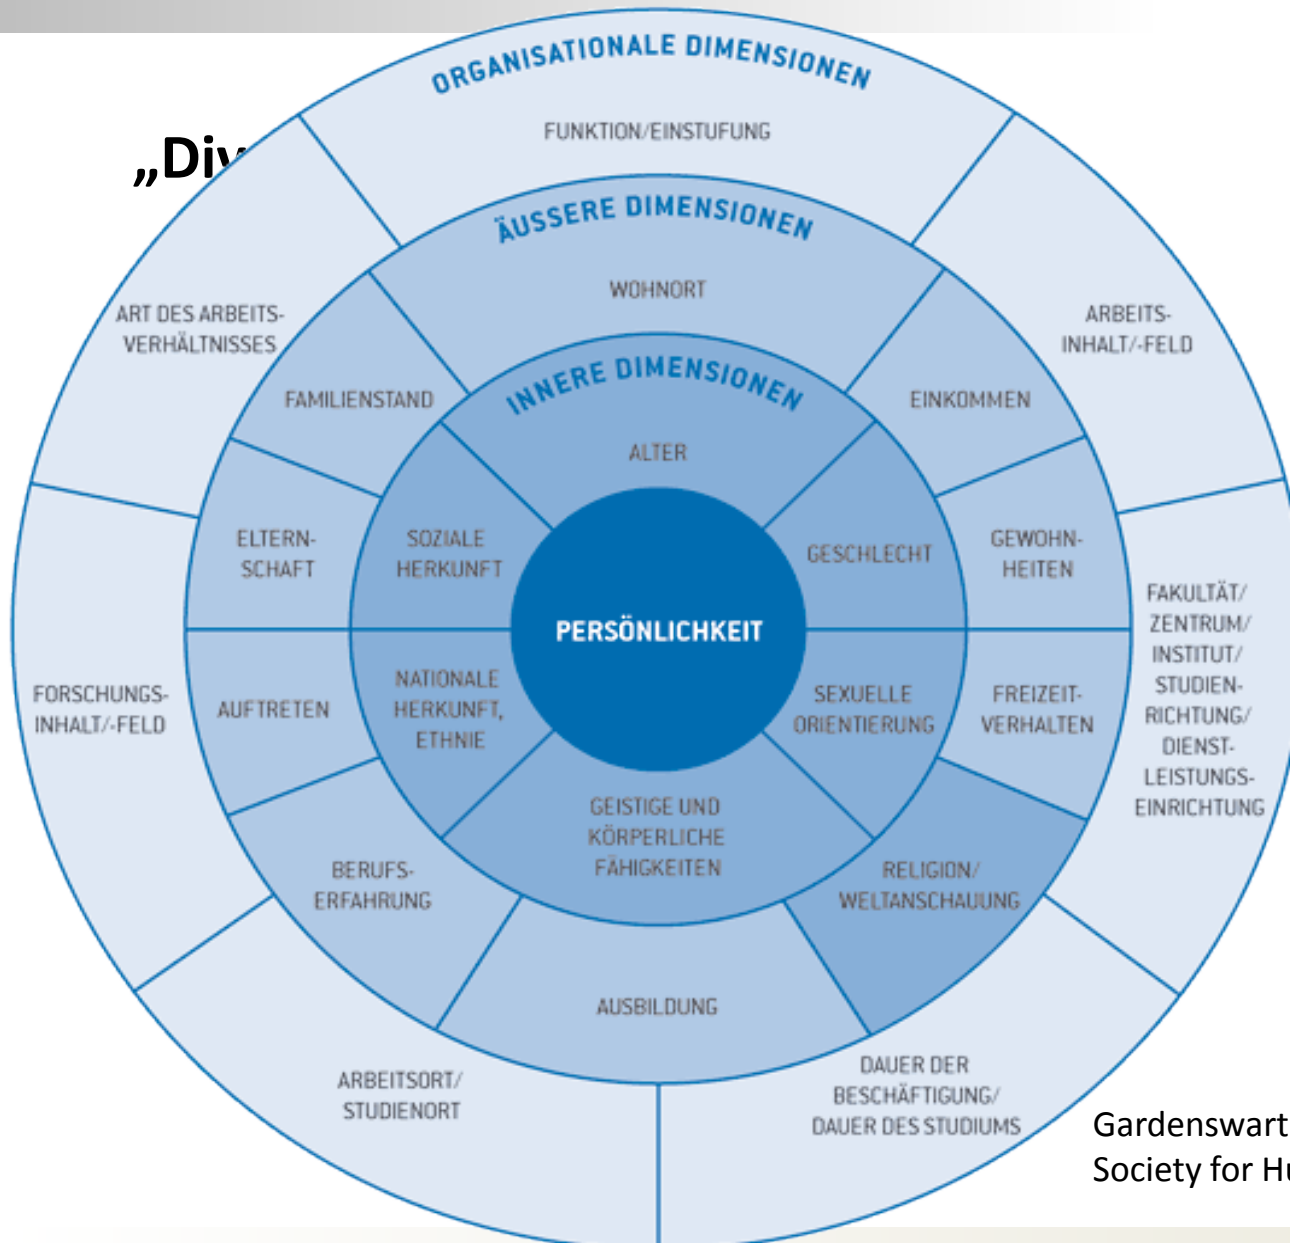 „Div
ORGANISATIONALE DIMENSIONEN
FUNKTION/EINSTUFUNG
ÄUSSERE DIMENSIONEN
WOHNORT
INNERE DIMENSIONEN
ALTER
ART DES ARBEITS-
VERHÄLTNISSES
ARBEITS-
INHALT/-FELD
FAMILIENSTAND
EINKOMMEN
ELTERN-
SCHAFT
SOZIALE
HERKUNFT
GESCHLECHT
GEWOHN-
HEITEN
PERSÖNLICHKEIT
FAKULTÄT/
ZENTRUM/
INSTITUT/
STUDIEN-
RICHTUNG/
DIENST-
LEISTUNGS-
EINRICHTUNG
FORSCHUNGS-
INHALT/-FELD
AUFTRETEN
NATIONALE
HERKUNFT,
ETHNIE
SEXUELLE
ORIENTIERUNG
FREIZEIT-
VERHALTEN
GEISTIGE UND
KÖRPERLICHE
FÄHIGKEITEN
BERUFS-
ERFAHRUNG
RELIGION/
WELTANSCHAUUNG
AUSBILDUNG
ARBEITSORT/
STUDIENORT
DAUER DER
BESCHÄFTIGUNG/
DAUER DES STUDIUMS
Gardenswart
Society for Hu